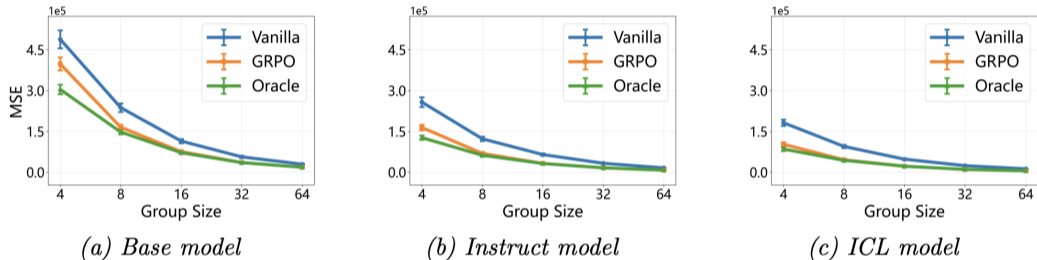 1e5
MSE
4.5
3.0
1.5
0.0
4 8 16 32 64
Group Size
Vanilla
GRPO
Oracle
(a) Base model
1e5
4.5
3.0
1.5
0.0
4 8 16 32 64
Group Size
Vanilla
GRPO
Oracle
(b) Instruct model
1e5
4.5
3.0
1.5
0.0
4 8 16 32 64
Group Size
Vanilla
GRPO
Oracle
(c) ICL model